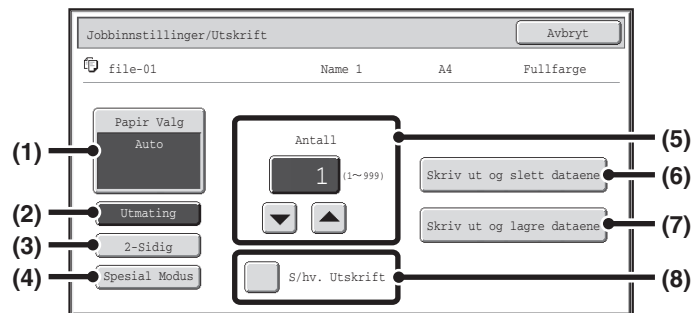 Jobbinnstillinger/Utskrift
Avbryt
file-01 Name 1 A4 Fullfarge
Papir Valg
Auto
Utmating
2-Sidig
Spesial Modus
Antall
1 (1~999)
S/hv. Utskrift
Skriv ut og slett dataene
Skriv ut og lagre dataene
(1)
(2)
(3)
(4)
(5)
(6)
(7)
(8)